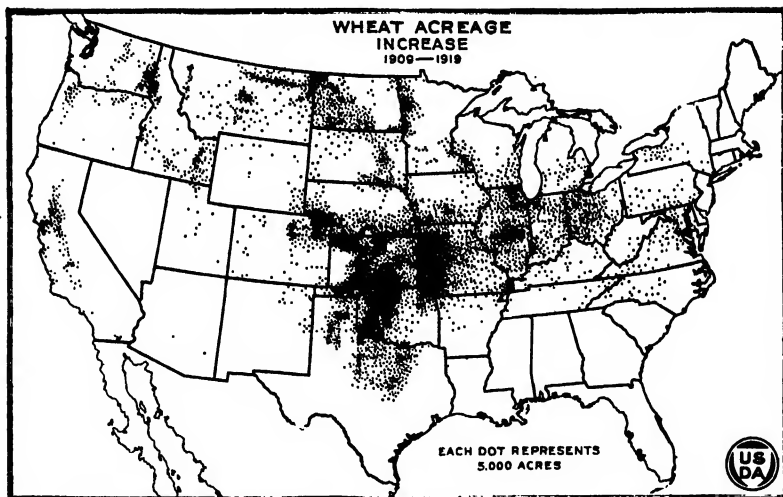 WHEAT ACREAGE
INCREASE
1909—1919
EACH DOT REPRESENTS
5,000 ACRES
US
DA